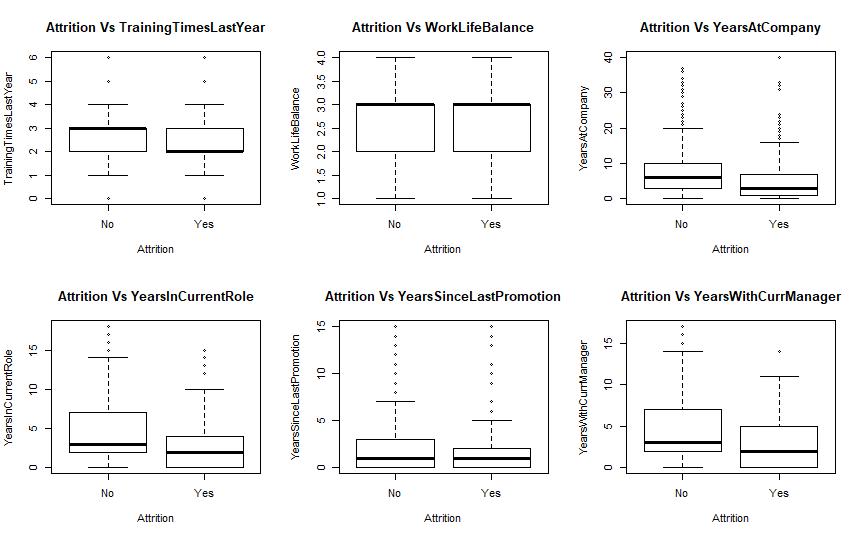 Attrition Vs TrainingTimesLastYear
TrainingTimesLastYear
6
5
4
3
2
1
0
No Yes
Attrition
Attrition Vs WorkLifeBalance
WorkLifeBalance
4.0
3.5
3.0
2.5
2.0
1.5
1.0
No Yes
Attrition
Attrition Vs YearsAtCompany
YearsAtCompany
40
30
20
10
0
No Yes
Attrition
Attrition Vs YearsInCurrentRole
YearsInCurrentRole
15
10
5
0
No Yes
Attrition
Attrition Vs YearsSinceLastPromotion
YearsSinceLastPromotion
15
10
5
0
No Yes
Attrition
Attrition Vs YearsWithCurrManager
YearsWithCurrManager
15
10
5
0
No Yes
Attrition